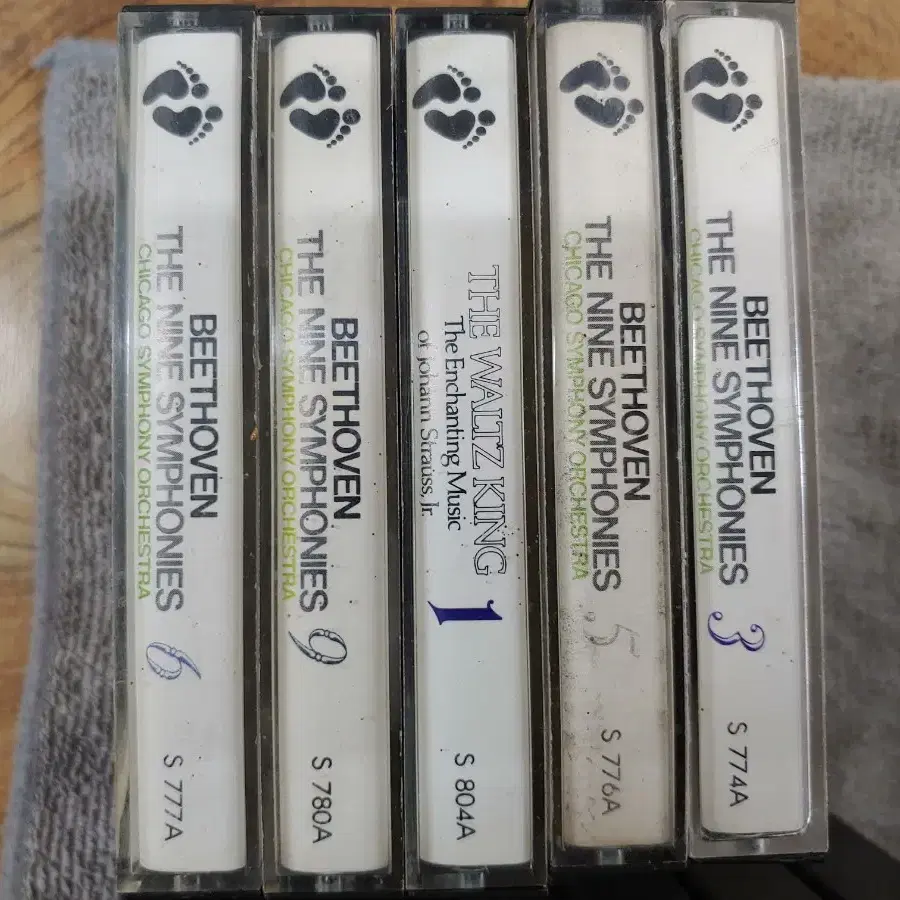 BEETHOVEN
THE NINE SYMPHONIES
CHICAGO SYMPHONY ORCHESTRA
6
S 777A
BEETHOVEN
THE NINE SYMPHONIES
CHICAGO SYMPHONY ORCHESTRA
9
S 780A
THE WALTZ KING
The Enchanting Music
of Johann Strauss, Jr.
1
S 804A
BEETHOVEN
THE NINE SYMPHONIES
CHICAGO SYMPHONY ORCHESTRA
5
S 776A
BEETHOVEN
THE NINE SYMPHONIES
CHICAGO SYMPHONY ORCHESTRA
3
S 774A